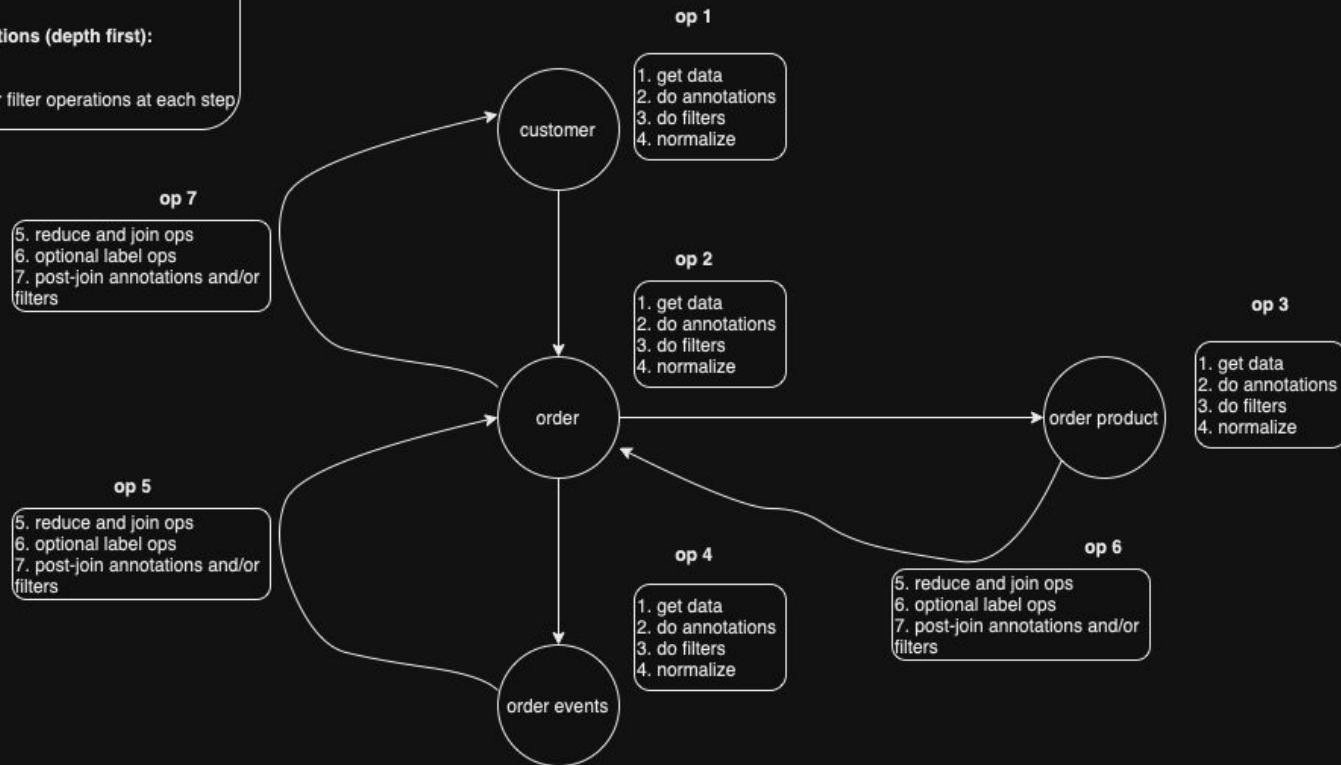 (depth first):
filter operations at each step
op 1
1. get data
2. do annotations
3. do filters
4. normalize
customer
op 7
5. reduce and join ops
6. optional label ops
7. post-join annotations and/or
filters
op 2
1. get data
2. do annotations
3. do filters
4. normalize
op 3
1. get data
2. do annotations
3. do filters
4. normalize
order
order product
op 5
5. reduce and join ops
6. optional label ops
7. post-join annotations and/or
filters
op 4
1. get data
2. do annotations
3. do filters
4. normalize
op 6
5. reduce and join ops
6. optional label ops
7. post-join annotations and/or
filters
order events